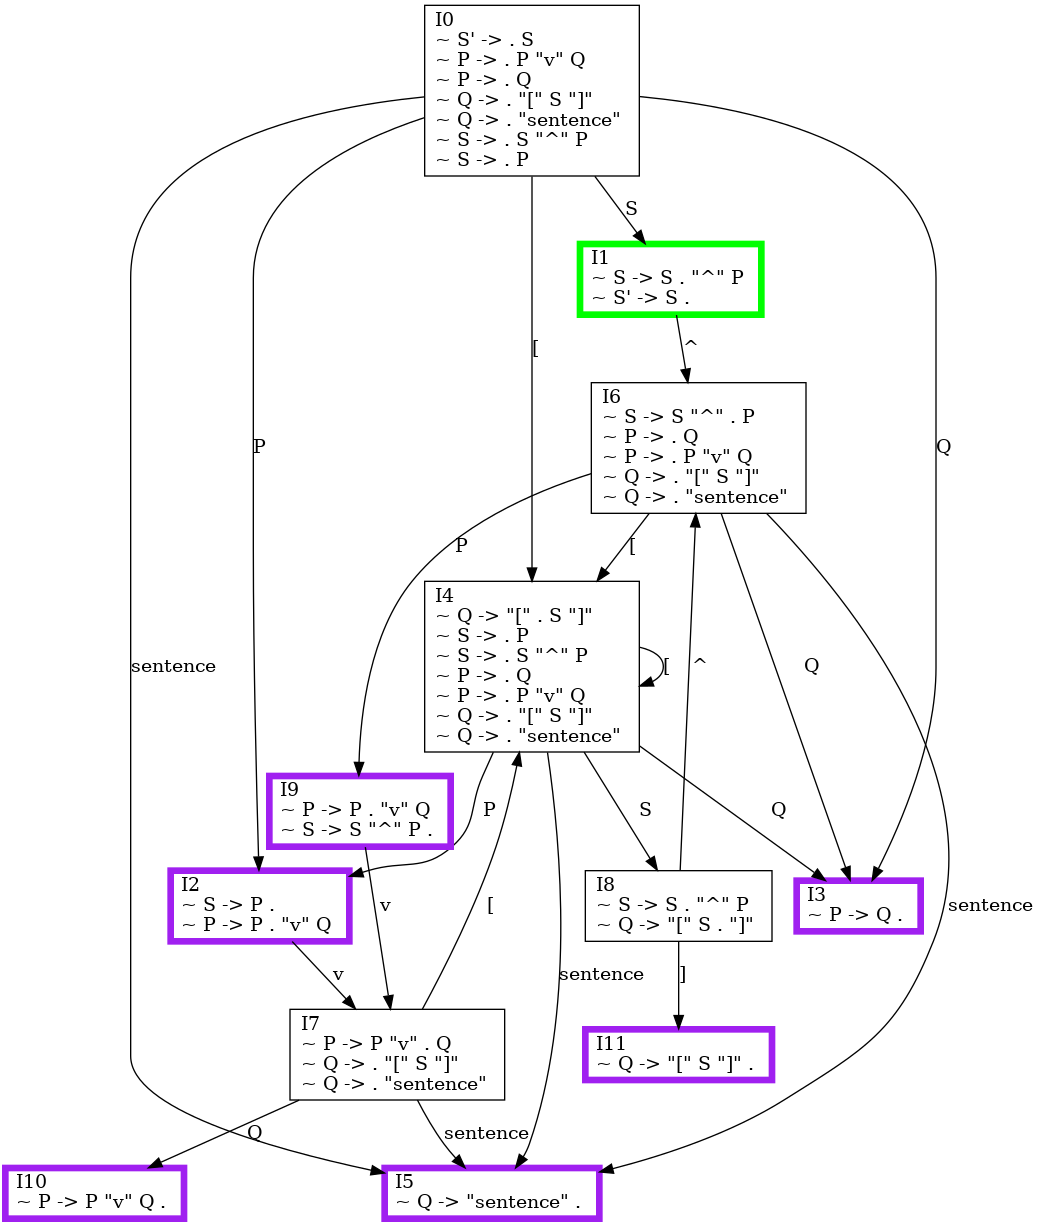 I0
~ S' -> . S
~ P -> . P "v" Q
~ P -> . Q
~ Q -> . "[" S "]"
~ Q -> . "sentence"
~ S -> . S "^" P
~ S -> . P
S
I1
~ S -> S . "^" P
~ S' -> S .
[
^
I6
~ S -> S "^" . P
~ P -> . Q
~ P -> . P "v" Q
~ Q -> . "[" S "]"
~ Q -> . "sentence"
P
Q
P
[
I4
~ Q -> "[" . S "]"
~ S -> . P
~ S -> . S "^" P
~ P -> . Q
~ P -> . P "v" Q
~ Q -> . "[" S "]"
~ Q -> . "sentence"
sentence
[
^
Q
I9
~ P -> P . "v" Q
~ S -> S "^" P .
P
S
Q
I2
~ S -> P .
~ P -> P . "v" Q
v
[
I8
~ S -> S . "^" P
~ Q -> "[" S . "]"
I3
~ P -> Q .
sentence
v
sentence
]
I7
~ P -> P "v" . Q
~ Q -> . "[" S "]"
~ Q -> . "sentence"
I11
~ Q -> "[" S "]" .
Q
sentence
I10
~ P -> P "v" Q .
I5
~ Q -> "sentence" .